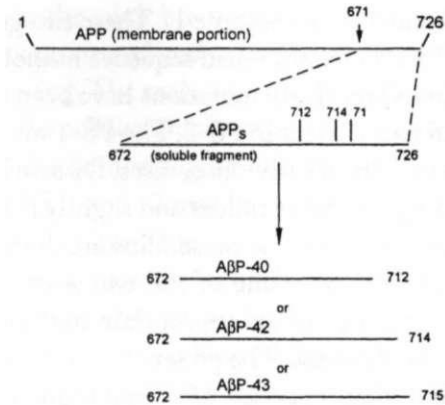 671
1 726
APP (membrane portion)
712 714 71
APPs
672 (soluble fragment) 726
AβP-40
672 712
or
AβP-42
672 714
or
AβP-43
672 715